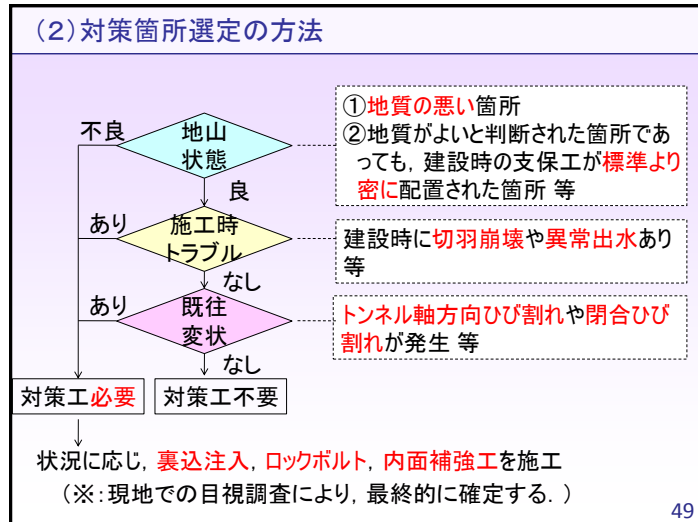 (2)対策箇所選定の方法
不良
地山
状態
①地質の悪い箇所
②地質がよいと判断された箇所であ
っても，建設時の支保工が標準より
密に配置された箇所 等
良
あり
施工時
トラブル
建設時に切羽崩壊や異常出水あり
等
なし
あり
既往
変状
トンネル軸方向ひび割れや閉合ひび
割れが発生 等
なし
対策工必要
対策工不要
状況に応じ，裏込注入，ロックボルト，内面補強工を施工
（※：現地での目視調査により，最終的に確定する．）
49